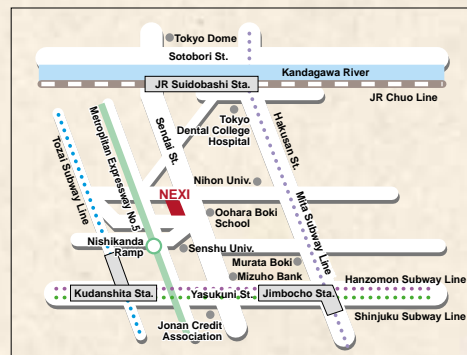 Tokyo Dome
Sotobori St.
Kandagawa River
JR Suidobashi Sta.
JR Chuo Line
Tokyo
Dental College
Hospital
Metroplitan Expressway No.5
Sendai St.
Hakusan St.
Tozai Subway Line
Nihon Univ.
NEXI
Mita Subway Line
Oohara Boki
School
Nishikanda
Ramp
Senshu Univ.
Murata Boki
Mizuho Bank
Hanzomon Subway Line
Kudanshita Sta.
Yasukuni St.
Jimbocho Sta.
Shinjuku Subway Line
Jonan Credit
Association